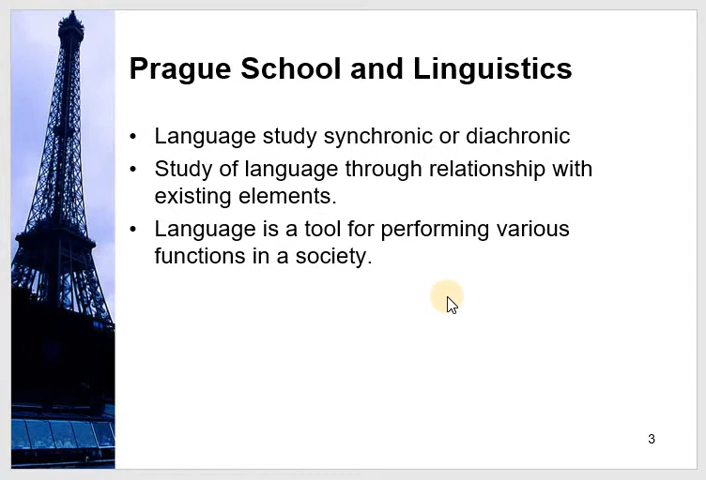 Prague School and Linguistics
• Language study synchronic or diachronic
• Study of language through relationship with
existing elements.
• Language is a tool for performing various
functions in a society.
3